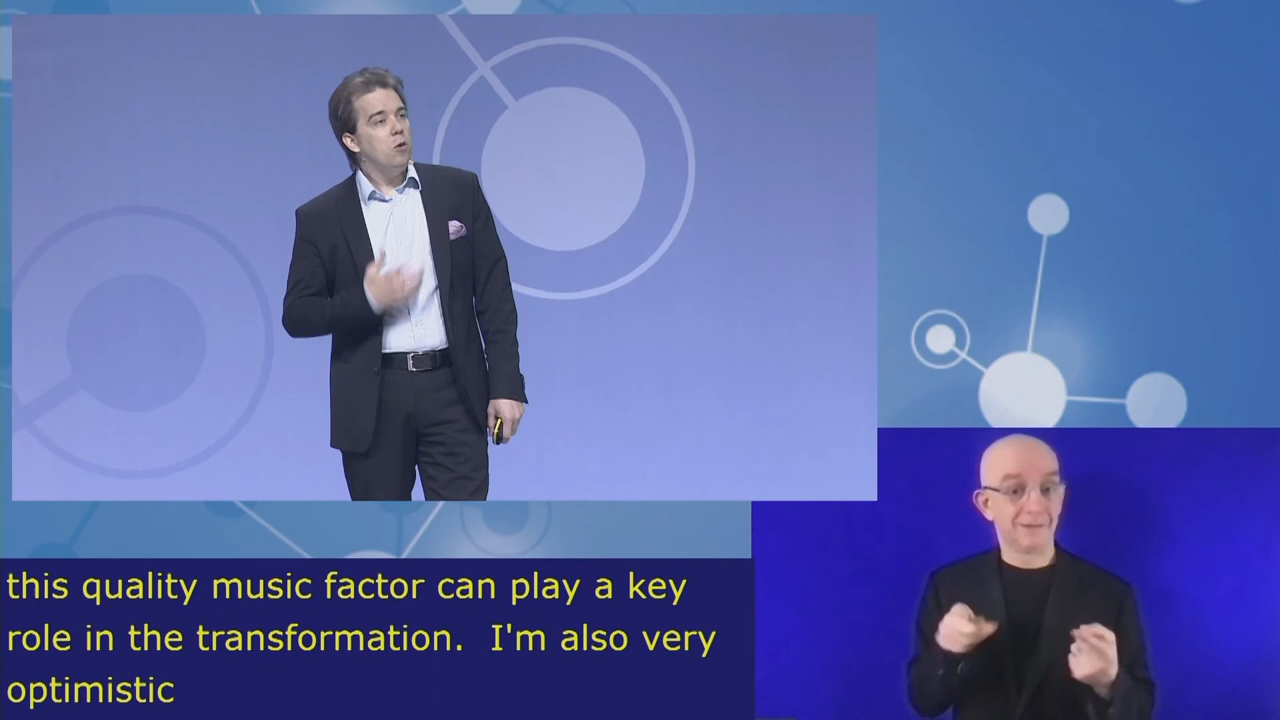 this quality music factor can play a key
role in the transformation.  I'm also very
optimistic